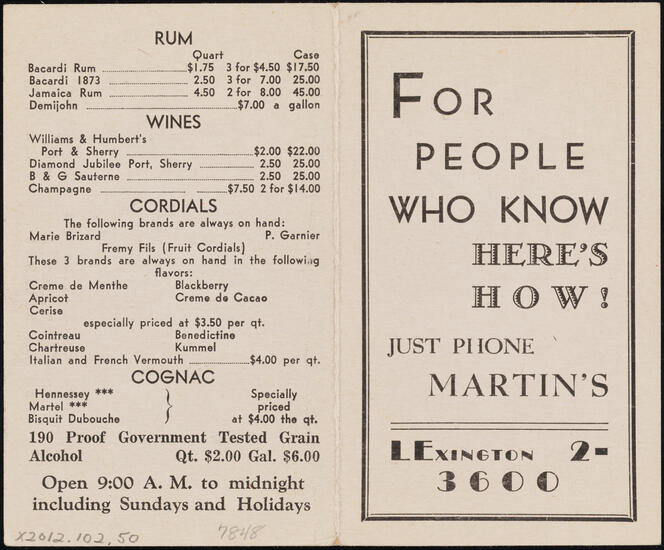 RUM
Quart Case
Bacardi Rum $1.75 3 for $4.50 $17.50
Bacardi 1873 2.50 3 for 7.00 25.00
Jamaica Rum 4.50 2 for 8.00 45.00
Demijohn $7.00 a gallon
WINES
Williams & Humbert's
Port & Sherry $2.00 $22.00
Diamond Jubilee Port, Sherry 2.50 25.00
B & G Sauterne 2.50 25.00
Champagne $7.50 2 for $14.00
CORDIALS
The following brands are always on hand:
Marie Brizard P. Garnier
Fremy Fils (Fruit Cordials)
These 3 brands are always on hand in the following
flavors:
Creme de Menthe Blackberry
Apricot Creme de Cacao
Cerise
especially priced at $3.50 per qt.
Cointreau Benedictine
Chartreuse Kummel
Italian and French Vermouth $4.00 per qt.
COGNAC
Hennessey *** Specially
Martel *** priced
Bisquit Dubouche at $4.00 the qt.
190 Proof Government Tested Grain
Alcohol Qt. $2.00 Gal. $6.00
Open 9:00 A. M. to midnight
including Sundays and Holidays
X2012.102.50 7848
FOR
PEOPLE
WHO KNOW
HERE'S
HOW!
JUST PHONE
MARTIN'S
LEXINGTON 2-
3600